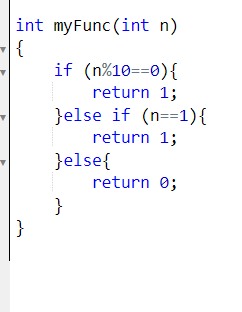 int myFunc(int n)
{
    if (n%10==0){
        return 1;
    }else if (n==1){
        return 1;
    }else{
        return 0;
    }
}